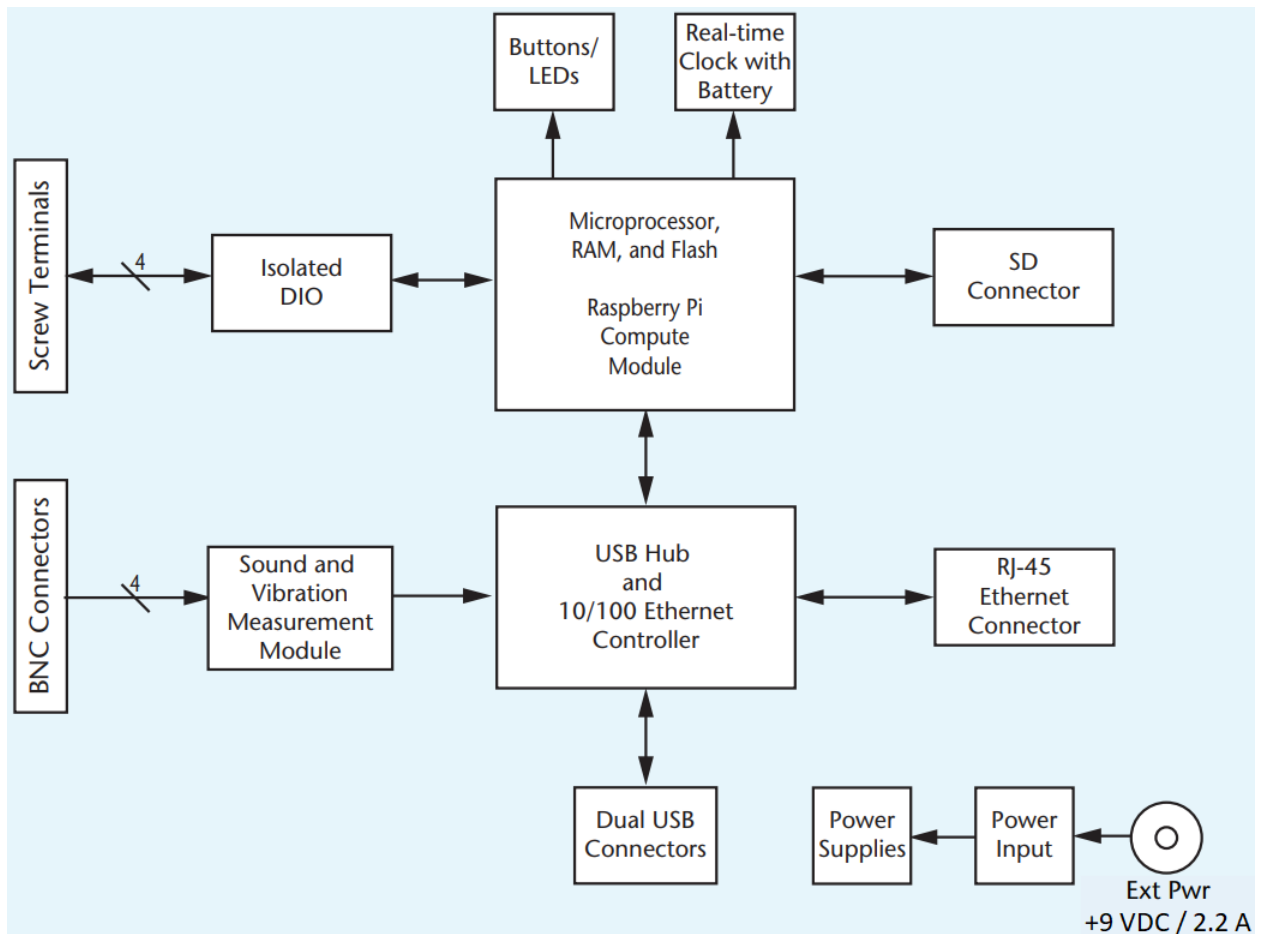 Buttons/
LEDs
Real-time
Clock with
Battery
Screw Terminals
4
Isolated
DIO
Microprocessor,
RAM, and Flash
Raspberry Pi
Compute
Module
SD
Connector
BNC Connectors
4
Sound and
Vibration
Measurement
Module
USB Hub
and
10/100 Ethernet
Controller
RJ-45
Ethernet
Connector
Dual USB
Connectors
Power
Supplies
Power
Input
Ext Pwr
+9 VDC / 2.2 A